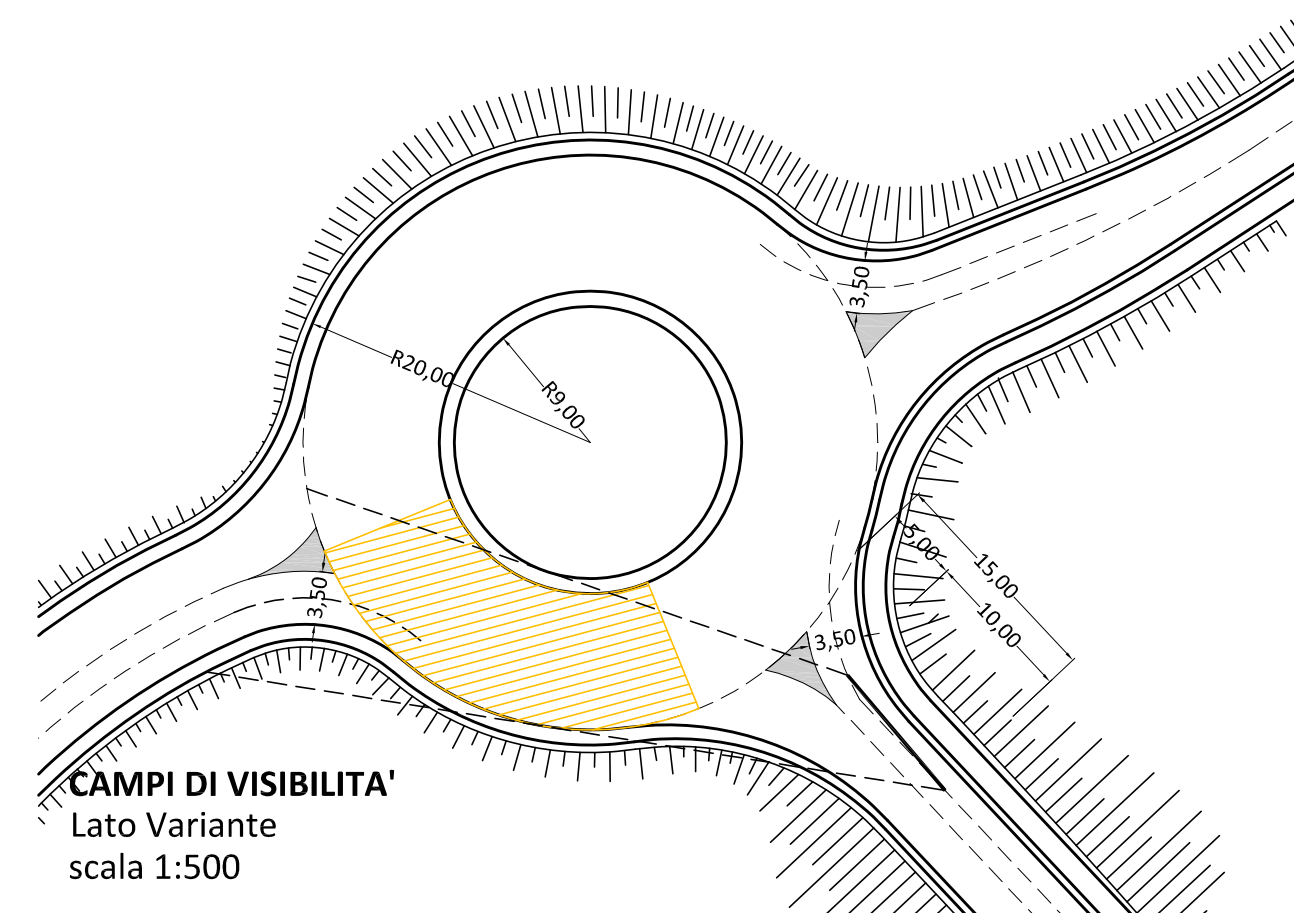 3,50
R20,00
R9,00
5,00
15,00
10,00
3,50
3,50
CAMPI DI VISIBILITA'
Lato Variante
scala 1:500